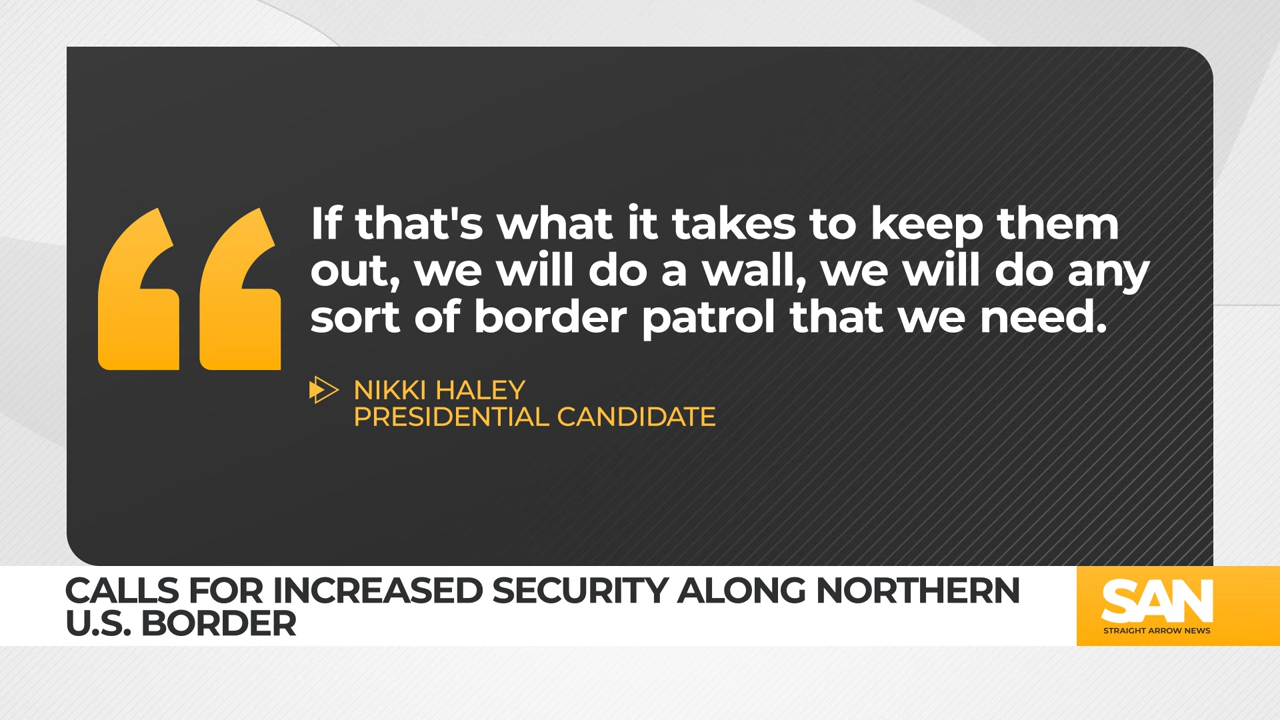 If that's what it takes to keep them
out, we will do a wall, we will do any
sort of border patrol that we need.
NIKKI HALEY
PRESIDENTIAL CANDIDATE
CALLS FOR INCREASED SECURITY ALONG NORTHERN
U.S. BORDER
SAN
STRAIGHT ARROW NEWS